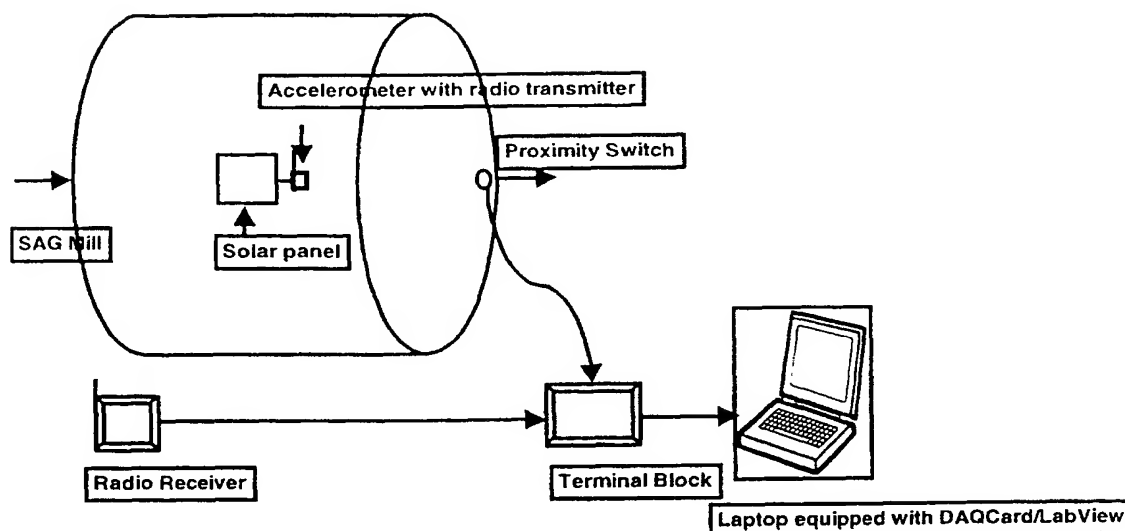 Accelerometer with radio transmitter
Proximity Switch
SAG Mill
Solar panel
Radio Receiver
Terminal Block
Laptop equipped with DAQCard/LabView